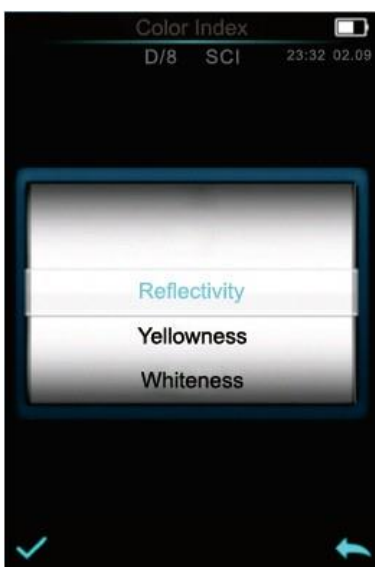 Color Index
D/8 SCI 23:32 02.09
Reflectivity
Yellowness
Whiteness